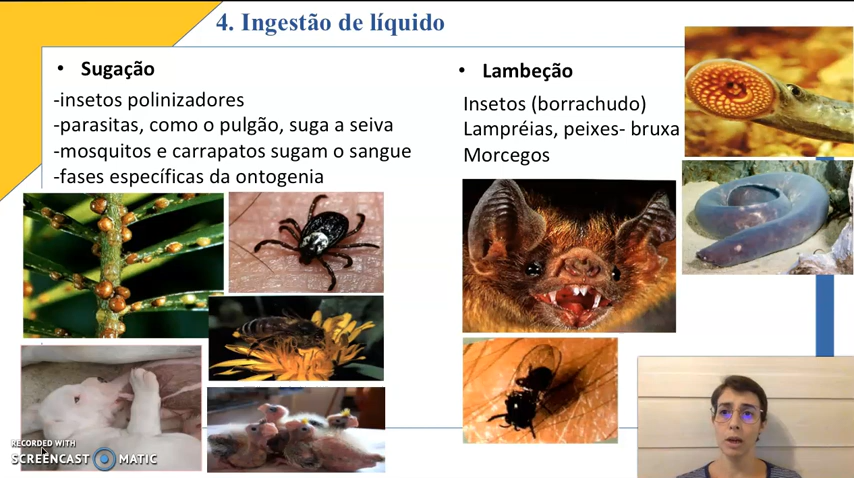 4. Ingestão de líquido
• Sugação
-insetos polinizadores
-parasitas, como o pulgão, suga a seiva
-mosquitos e carrapatos sugam o sangue
-fases específicas da ontogenia
• Lambeção
Insetos (borrachudo)
Lampréias, peixes- bruxa
Morcegos
RECORDED WITH
SCREENCAST MATIC